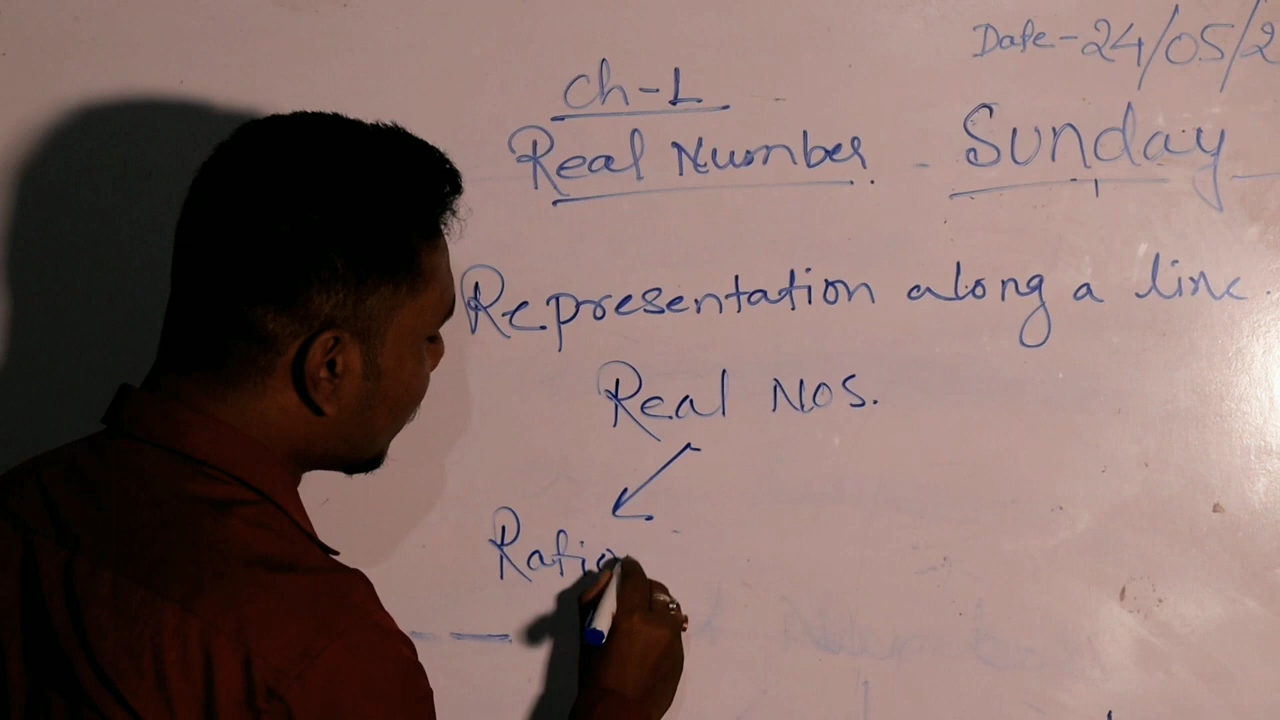 Date-24/05/2
Ch-1
Real Number
Sunday
Representation along a line.
Real NOS.
Ratio